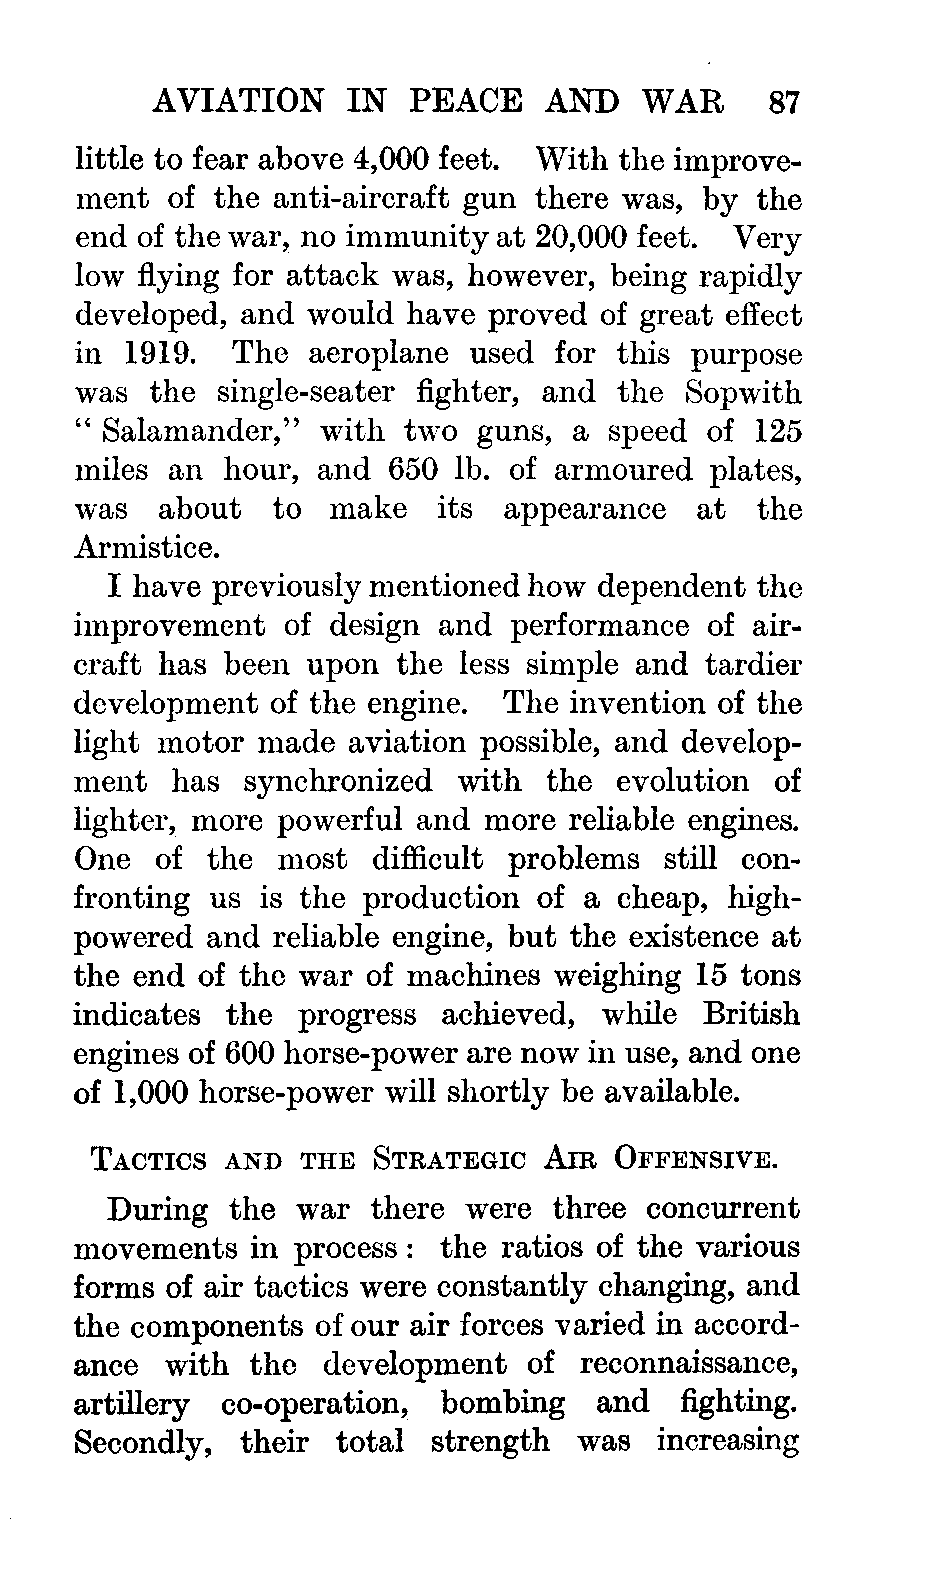 AVIATION IN PEACE AND WAR 87
little to fear above 4,000 feet. With the improve-
ment of the anti-aircraft gun there was, by the
end of the war, no immunity at 20,000 feet. Very
low flying for attack was, however, being rapidly
developed, and would have proved of great effect
in 1919. The aeroplane used for this purpose
was the single-seater fighter, and the Sopwith
“ Salamander,” with two guns, a speed of 125
miles an hour, and 650 lb. of armoured plates,
was about to make its appearance at the
Armistice.
I have previously mentioned how dependent the
improvement of design and performance of air-
craft has been upon the less simple and tardier
development of the engine. The invention of the
light motor made aviation possible, and develop-
ment has synchronized with the evolution of
lighter, more powerful and more reliable engines.
One of the most difficult problems still con-
fronting us is the production of a cheap, high-
powered and reliable engine, but the existence at
the end of the war of machines weighing 15 tons
indicates the progress achieved, while British
engines of 600 horse-power are now in use, and one
of 1,000 horse-power will shortly be available.
TACTICS AND THE STRATEGIC AIR OFFENSIVE.
During the war there were three concurrent
movements in process : the ratios of the various
forms of air tactics were constantly changing, and
the components of our air forces varied in accord-
ance with the development of reconnaissance,
artillery co-operation, bombing and fighting.
Secondly, their total strength was increasing